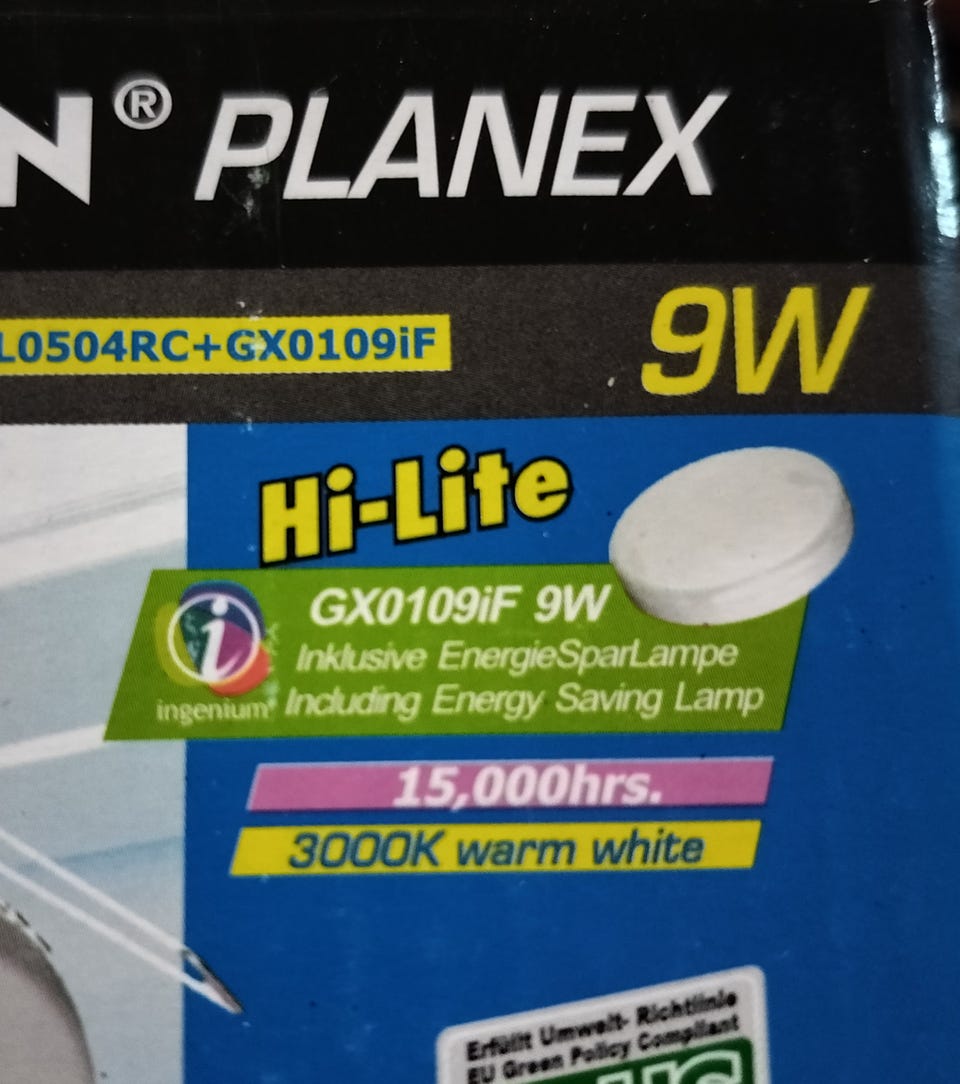 N® PLANEX
L0504RC+GX0109iF
9W
Hi-Lite
GX0109iF 9W
Inklusive EnergieSparLampe
Including Energy Saving Lamp
i
ingenium®
15,000hrs.
3000K warm white
Erfüllt Umwelt- Richtlinie
EU Green Policy Compliant